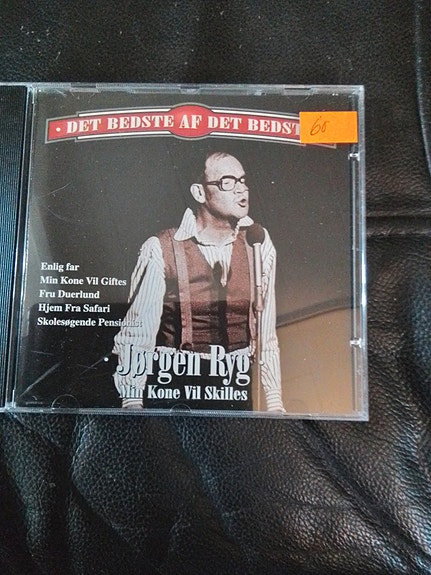 • DET BEDSTE AF DET BEDST
60
Enlig far
Min Kone Vil Giftes
Fru Duerlund
Hjem Fra Safari
Skolesøgende Pensionist
Jørgen Ryg
Min Kone Vil Skilles